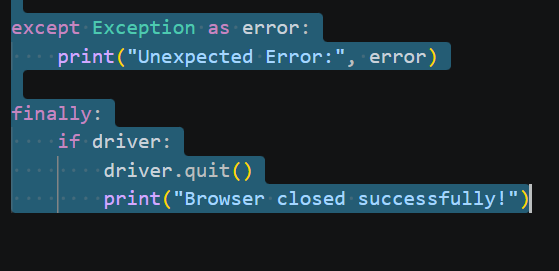 except Exception as error:
    print("Unexpected Error:", error)

finally:
    if driver:
        driver.quit()
        print("Browser closed successfully!")